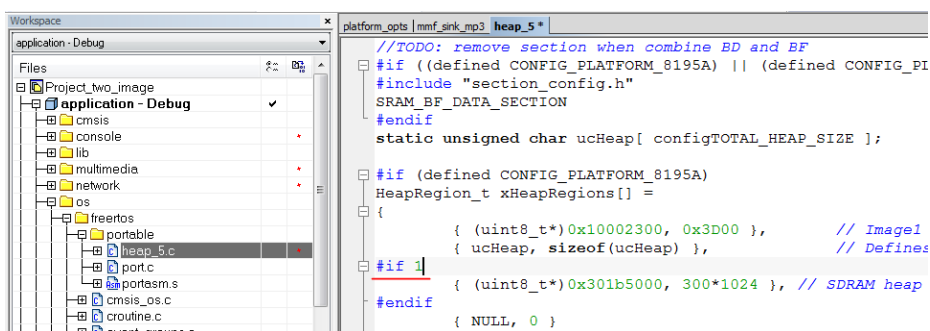 Workspace
application - Debug
Files
Project_two_image
application - Debug
cmsis
console
lib
multimedia
network
os
freertos
portable
heap_5.c
port.c
portasm.s
cmsis_os.c
croutine.c
platform_opts | mmf_sink_mp3 heap_5 *
//TODO: remove section when combine BD and BF
#if ((defined CONFIG_PLATFORM_8195A) || (defined CONFIG_PL
#include "section_config.h"
SRAM_BF_DATA_SECTION
#endif
static unsigned char ucHeap[ configTOTAL_HEAP_SIZE ];
#if (defined CONFIG_PLATFORM_8195A)
HeapRegion_t xHeapRegions[] =
{
{ (uint8_t*)0x10002300, 0x3D00 }, // Image1
{ ucHeap, sizeof(ucHeap) }, // Defines
#if 1
{ (uint8_t*)0x301b5000, 300*1024 }, // SDRAM heap
#endif
{ NULL, 0 }